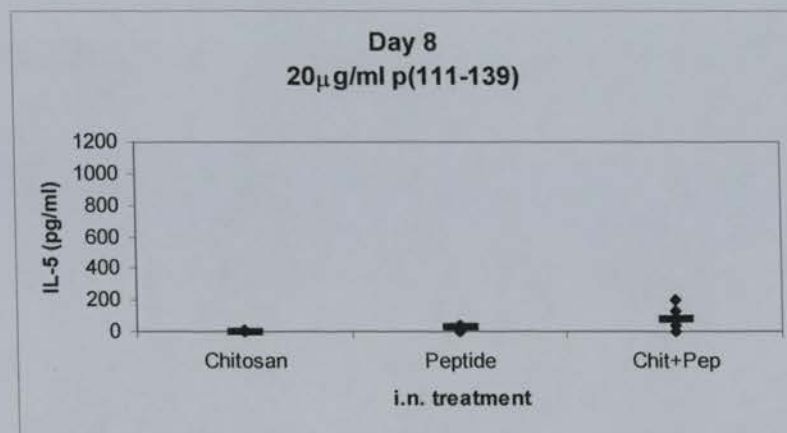 Day 8
20µg/ml p(111-139)
1200
1000
800
600
400
200
0
IL-5 (pg/ml)
Chitosan Peptide Chit+Pep
i.n. treatment